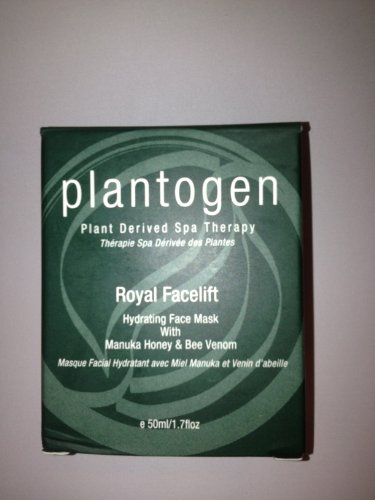 plantogen
Plant Derived Spa Therapy
Thérapie Spa Dérivée des Plantes
Royal Facelift
Hydrating Face Mask
With
Manuka Honey & Bee Venom
Masque Facial Hydratant avec Miel Manuka et Venin d'abeille
e 50ml/1.7floz